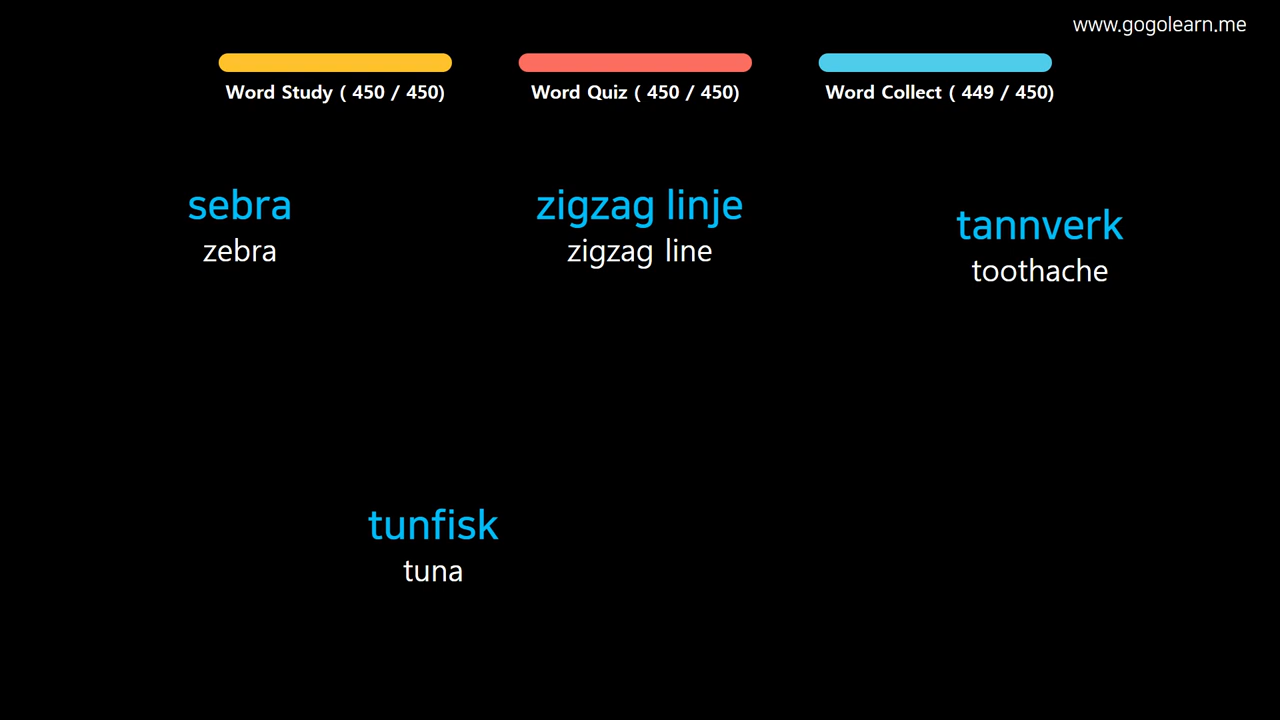 www.gogolearn.me
Word Study ( 450 / 450)
Word Quiz ( 450 / 450)
Word Collect ( 449 / 450)
sebra
zebra
zigzag linje
zigzag line
tannverk
toothache
tunfisk
tuna